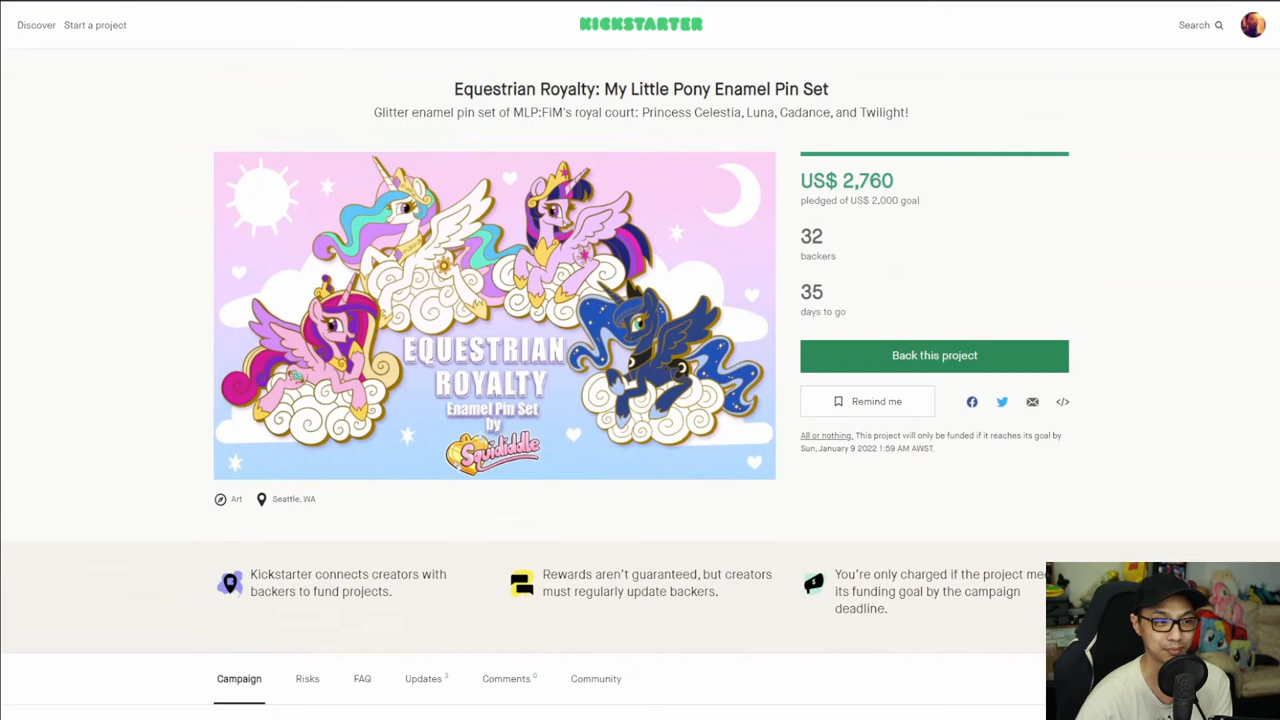 Discover Start a project
KICKSTARTER
Search
Equestrian Royalty: My Little Pony Enamel Pin Set
Glitter enamel pin set of MLP:FiM's royal court: Princess Celestia, Luna, Cadance, and Twilight!
EQUESTRIAN
ROYALTY
Enamel Pin Set
by
Squididdle
US$ 2,760
pledged of US$ 2,000 goal
32
backers
35
days to go
Back this project
Remind me
All or nothing. This project will only be funded if it reaches its goal by
Sun, January 9 2022 1:59 AM AWST.
Art Seattle, WA
Kickstarter connects creators with
backers to fund projects.
Rewards aren't guaranteed, but creators
must regularly update backers.
You're only charged if the project
its funding goal by the campaign
deadline.
Campaign Risks FAQ Updates 3 Comments 0 Community